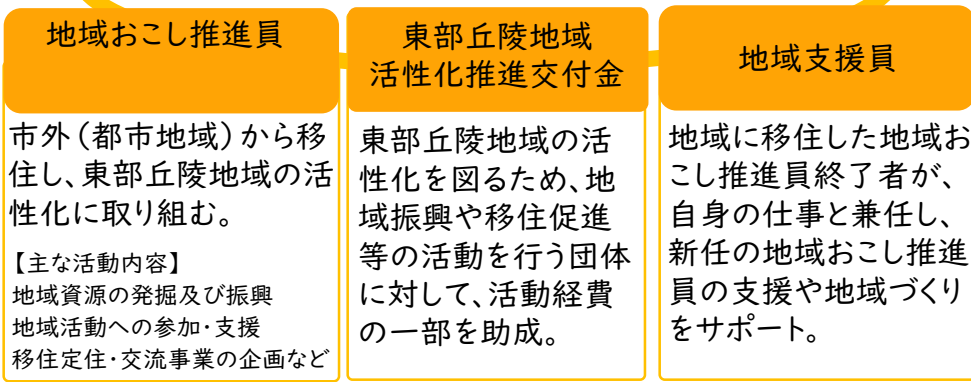 地域おこし推進員
市外(都市地域)から移
住し、東部丘陵地域の活
性化に取り組む。
【主な活動内容】
地域資源の発掘及び振興
地域活動への参加・支援
移住定住・交流事業の企画など
東部丘陵地域
活性化推進交付金
東部丘陵地域の活
性化を図るため、地
域振興や移住促進
等の活動を行う団体
に対して、活動経費
の一部を助成。
地域支援員
地域に移住した地域お
こし推進員終了者が、
自身の仕事と兼任し、
新任の地域おこし推進
員の支援や地域づくり
をサポート。